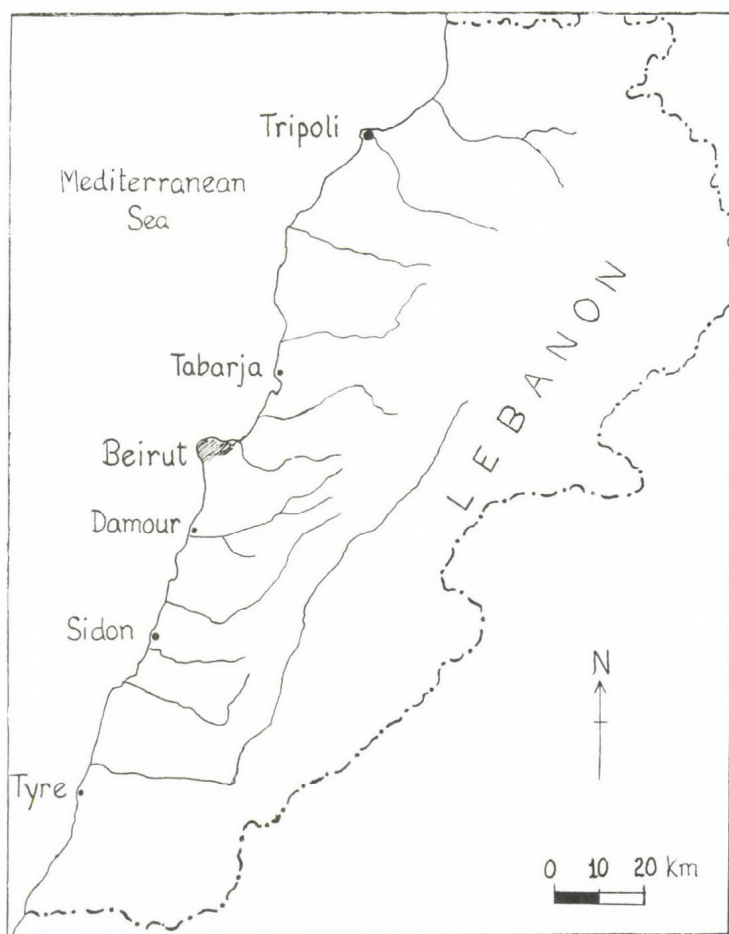 Tripoli
Mediterranean
Sea
LEBANON
Tabarja
Beirut
Damour
Sidon
N
Tyre
0 10 20 km